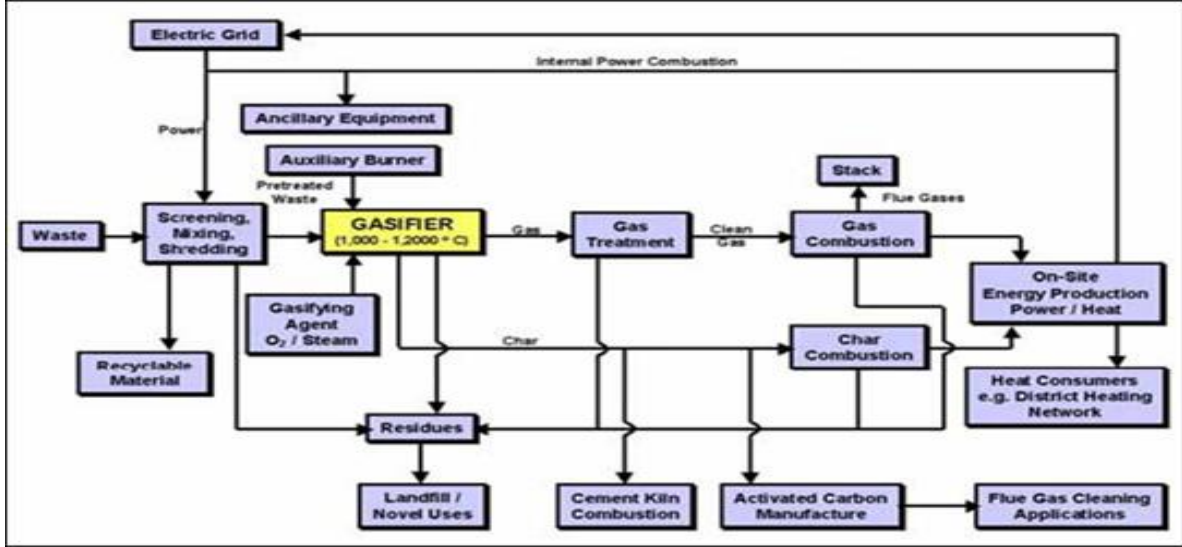 Electric Grid
Internal Power Combustion
Ancillary Equipment
Power
Auxiliary Burner
Stack
Pretreated
Waste
Flue Gases
Waste
Screening,
Mixing,
Shredding
GASIFIER
(1,000 - 1,2000 ° C)
Gas
Gas
Treatment
Clean
Gas
Gas
Combustion
On-Site
Energy Production
Power / Heat
Gasifying
Agent
O₂ / Steam
Char
Char
Combustion
Recyclable
Material
Heat Consumers
e.g. District Heating
Network
Residues
Landfill /
Novel Uses
Cement Kiln
Combustion
Activated Carbon
Manufacture
Flue Gas Cleaning
Applications